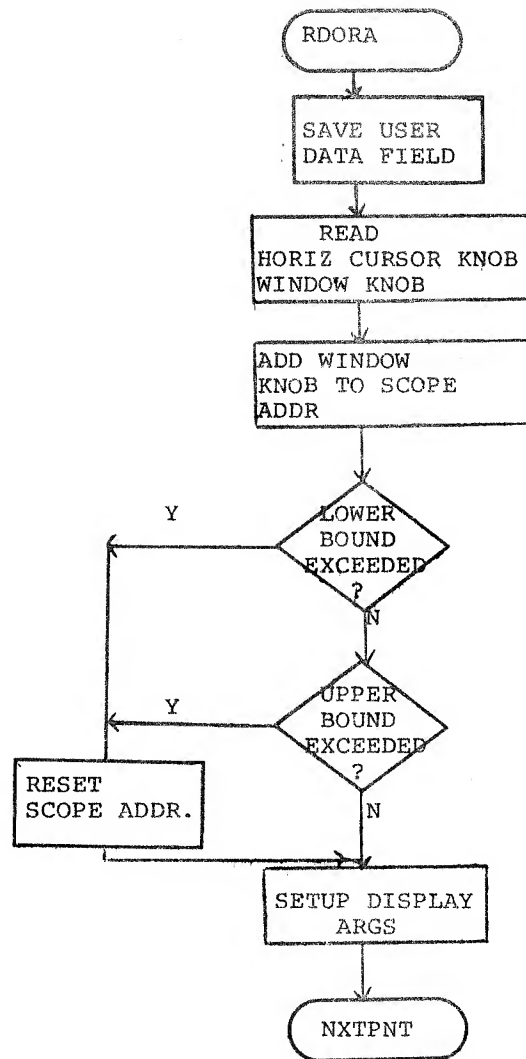 RDORA
SAVE USER
DATA FIELD
READ
HORIZ CURSOR KNOB
WINDOW KNOB
ADD WINDOW
KNOB TO SCOPE
ADDR
Y
LOWER
BOUND
EXCEEDED
?
N
Y
UPPER
BOUND
EXCEEDED
?
RESET
SCOPE ADDR.
N
SETUP DISPLAY
ARGS
NXTPNT